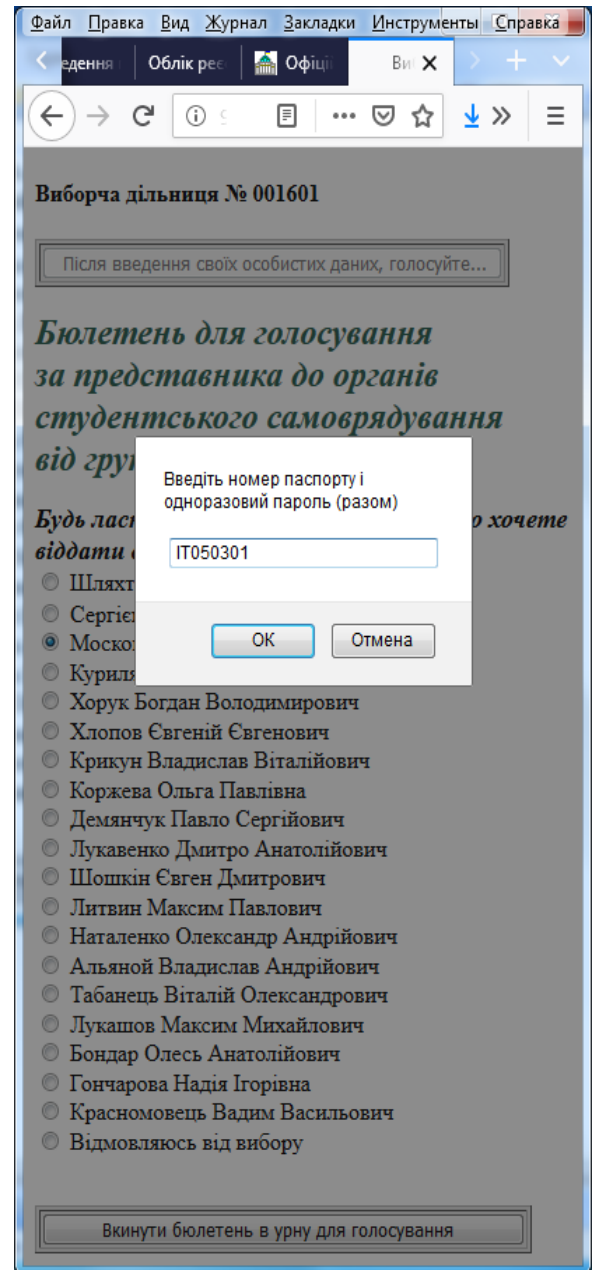 Файл Правка Вид Журнал Закладки Инструменты Справка
едення Облік реє Офіці Ви
Виборча дільниця № 001601
Після введення своїх особистих даних, голосуйте...
Бюлетень для голосування
за представника до органів
студентського самоврядування
від
Введіть номер паспорту і
одноразовий пароль (разом)
Будь хочете
віддати
IT050301
Шляхт
Сергіє
ОК Отмена
Моско
Куриля
Хорук Богдан Володимирович
Хлопов Євгеній Євгенович
Крикун Владислав Віталійович
Коржева Ольга Павлівна
Демянчук Павло Сергійович
Лукавенко Дмитро Анатолійович
Шошкін Євген Дмитрович
Литвин Максим Павлович
Наталенко Олександр Андрійович
Альяной Владислав Андрійович
Табанець Віталій Олександрович
Лукашов Максим Михайлович
Бондар Олесь Анатолійович
Гончарова Надія Ігорівна
Красномовець Вадим Васильович
Відмовляюсь від вибору
Вкинути бюлетень в урну для голосування